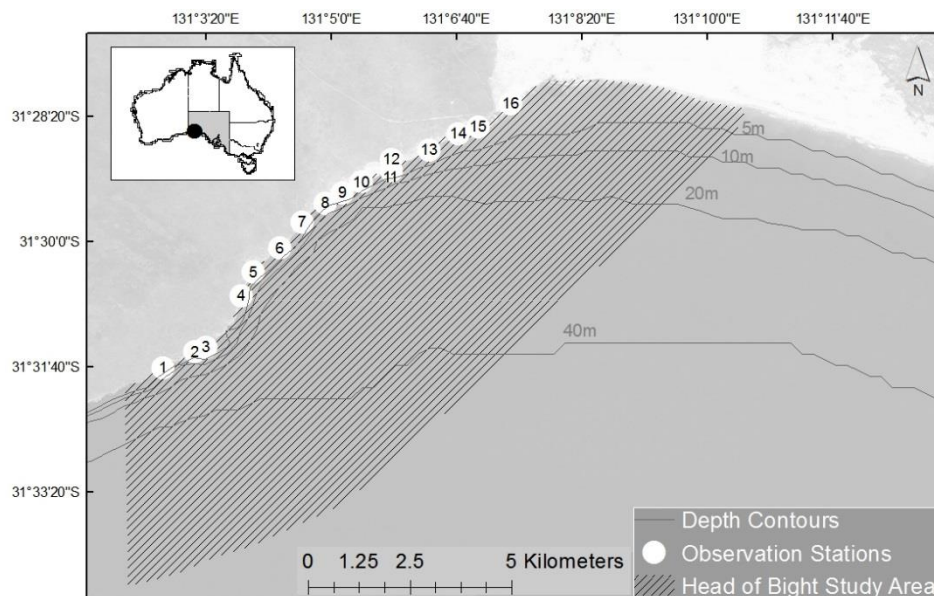 131°3'20"E 131°5'0"E 131°6'40"E 131°8'20"E 131°10'0"E 131°11'40"E
N
31°28'20"S
16
14 15
5m
12 13
10m
10 11
9
20m
8
7
31°30'0"S
6
5
4
40m
2 3
31°31'40"S
1
31°33'20"S
Depth Contours
Observation Stations
Head of Bight Study Area
0 1.25 2.5 5 Kilometers